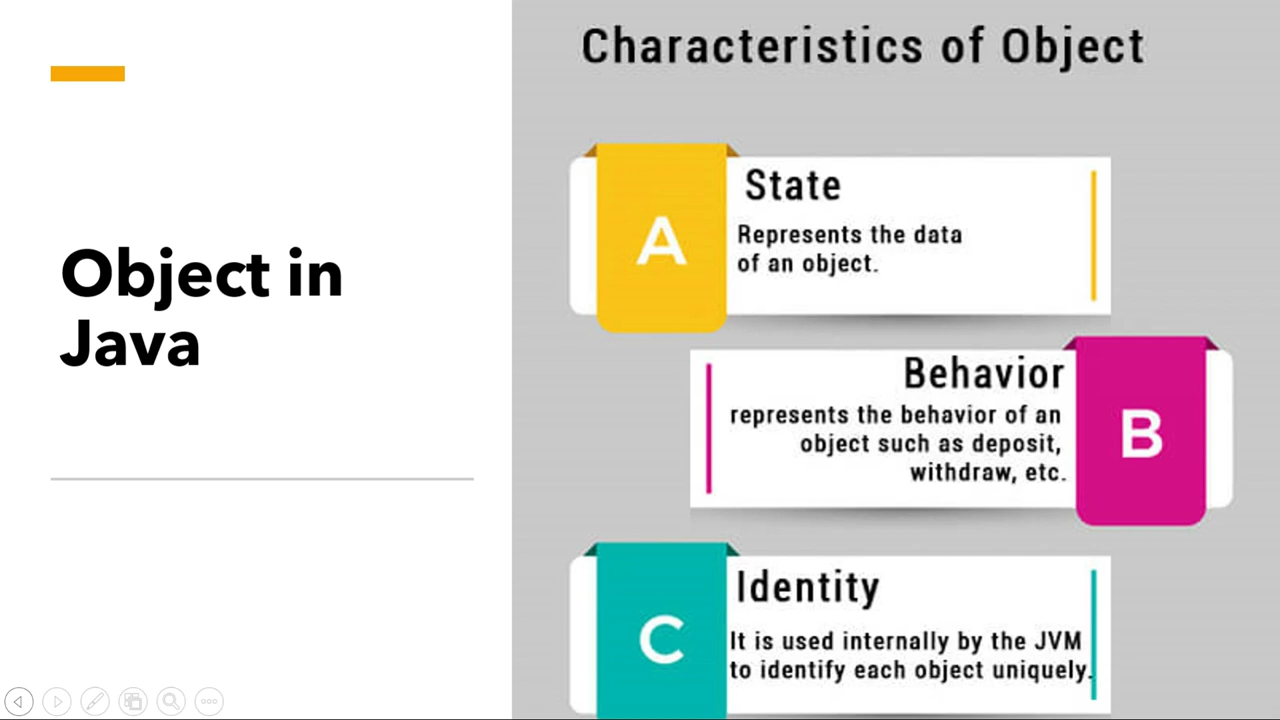 Object in
Java
Characteristics of Object
A
State
Represents the data
of an object.
Behavior
represents the behavior of an
object such as deposit,
withdraw, etc.
B
C
Identity
It is used internally by the JVM
to identify each object uniquely.